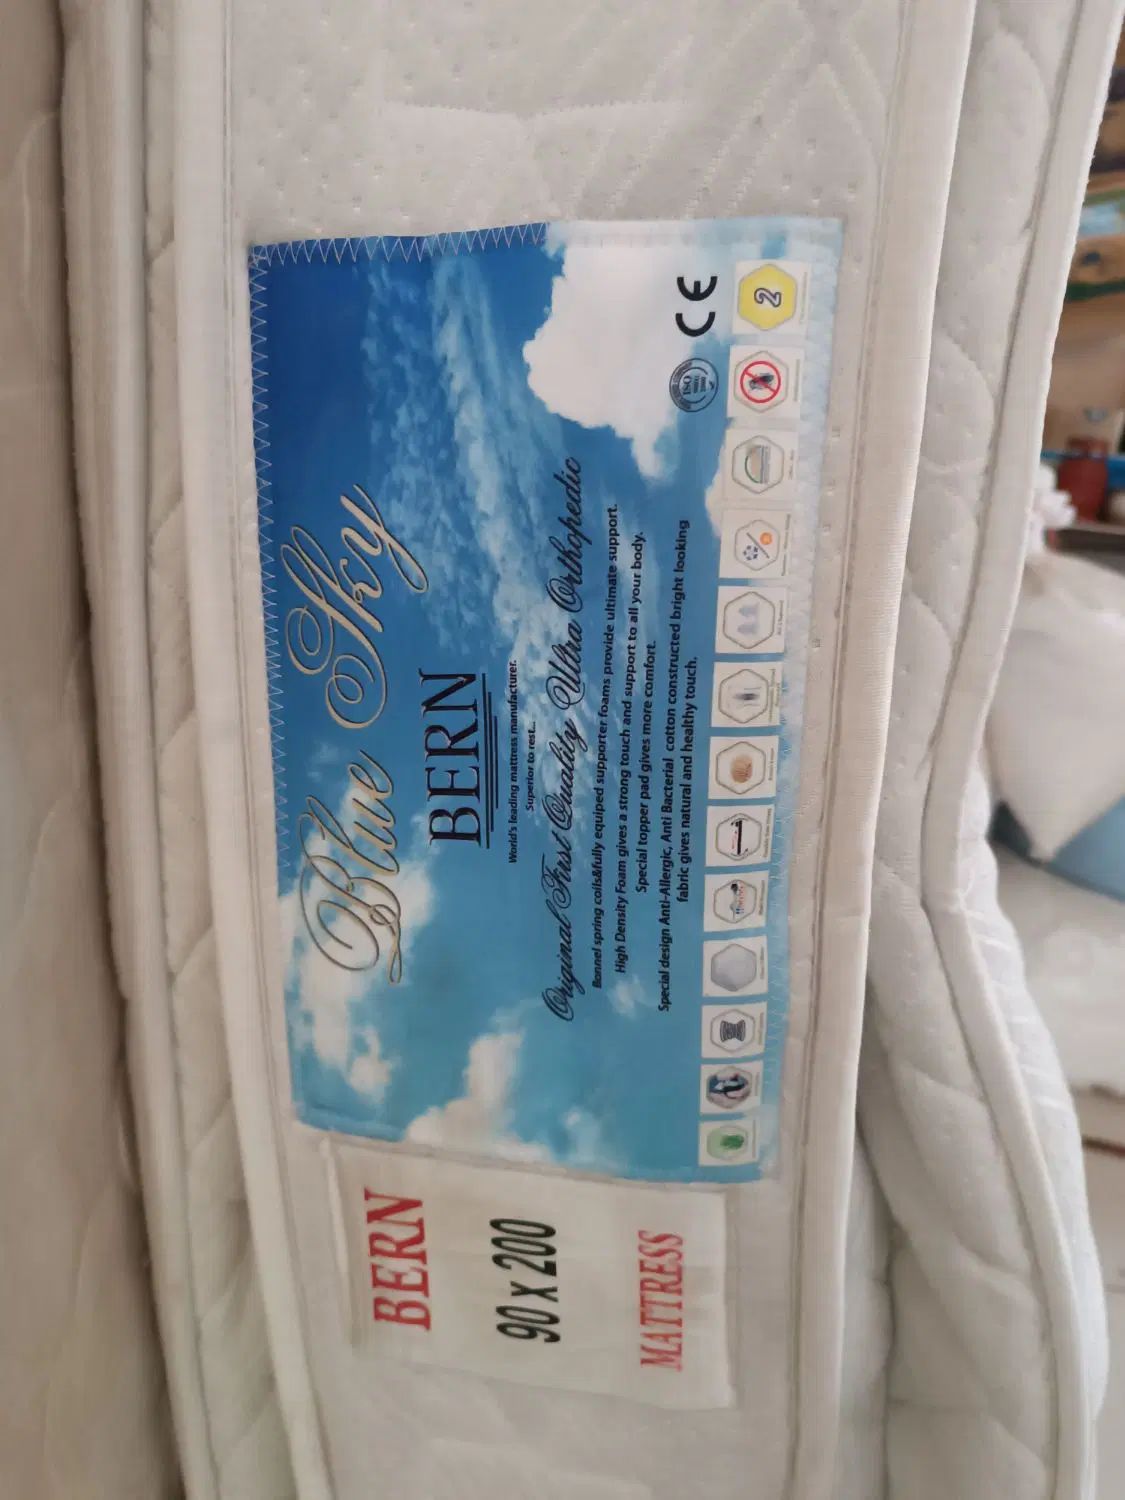 Blue Sky
BERN
World's leading mattress manufacturer.
Superior to rest...
Original First Quality Ultra Orthopedic
Bonnel spring coils&fully equiped supporter foams provide ultimate support.
High Density Foam gives a strong touch and support to all your body.
Special topper pad gives more comfort.
Special design Anti-Allergic, Anti Bacterial cotton constructed bright looking
fabric gives natural and healthy touch.
ISO
CE
2
BERN
90 x 200
MATTRESS